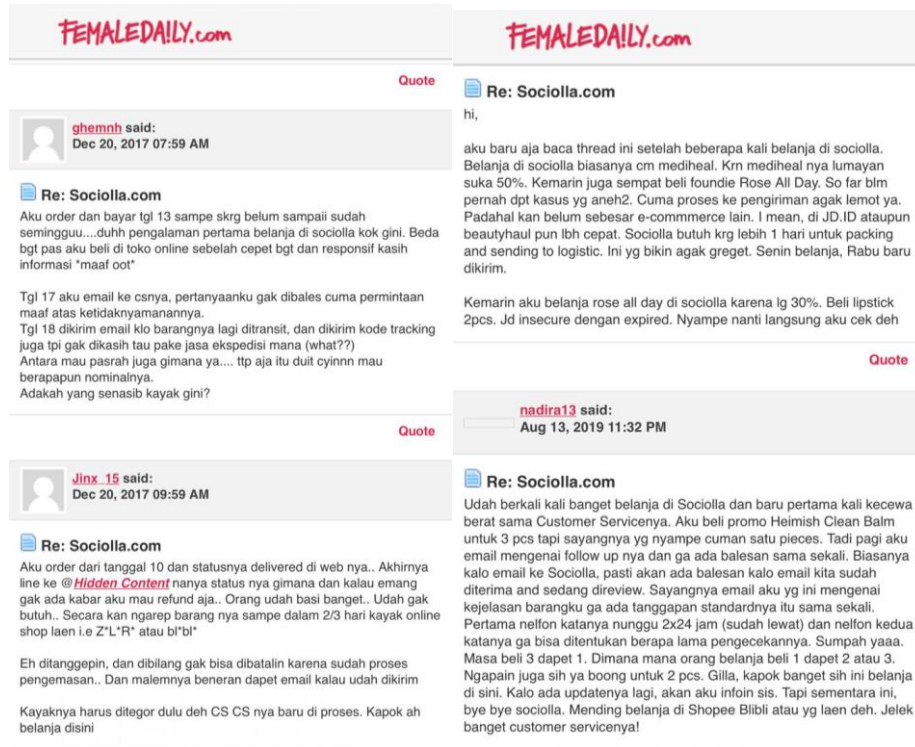 FEMALEDAILY.com
Quote
ghemnh said:
Dec 20, 2017 07:59 AM
Re: Sociolla.com
Aku order dan bayar tgl 13 sampe skrg belum sampaii sudah
semingguu....duhh pengalaman pertama belanja di sociolla kok gini. Beda
bgt pas aku beli di toko online sebelah cepet bgt dan responsif kasih
informasi *maaf oot*
Tgl 17 aku email ke csnya, pertanyaanku gak dibales cuma permintaan
maaf atas ketidaknyamanannya.
Tgl 18 dikirim email klo barangnya lagi ditransit, dan dikirim kode tracking
juga tpi gak dikasih tau pake jasa ekspedisi mana (what??)
Antara mau pasrah juga gimana ya.... ttp aja itu duit cyinnn mau
berapapun nominalnya.
Adakah yang senasib kayak gini?
Quote
Jinx_15 said:
Dec 20, 2017 09:59 AM
Re: Sociolla.com
Aku order dari tanggal 10 dan statusnya delivered di web nya.. Akhirnya
line ke @Hidden Content nanya status nya gimana dan kalau emang
gak ada kabar aku mau refund aja.. Orang udah basi banget.. Udah gak
butuh.. Secara kan ngarep barang nya sampe dalam 2/3 hari kayak online
shop laen i.e Z*L*R* atau bl*bl*
Eh ditanggepin, dan dibilang gak bisa dibatalin karena sudah proses
pengemasan.. Dan malemnya beneran dapet email kalau udah dikirim
Kayaknya harus ditegor dulu deh CS CS nya baru di proses. Kapok ah
belanja disini
FEMALEDAILY.com
Re: Sociolla.com
hi,
aku baru aja baca thread ini setelah beberapa kali belanja di sociolla.
Belanja di sociolla biasanya cm mediheal. Krn mediheal nya lumayan
suka 50%. Kemarin juga sempat beli foundie Rose All Day. So far blm
pernah dpt kasus yg aneh2. Cuma proses ke pengiriman agak lemot ya.
Padahal kan belum sebesar e-commmerce lain. I mean, di JD.ID ataupun
beautyhaul pun lbh cepat. Sociolla butuh krg lebih 1 hari untuk packing
and sending to logistic. Ini yg bikin agak greget. Senin belanja, Rabu baru
dikirim.
Kemarin aku belanja rose all day di sociolla karena lg 30%. Beli lipstick
2pcs. Jd insecure dengan expired. Nyampe nanti langsung aku cek deh
Quote
nadira13 said:
Aug 13, 2019 11:32 PM
Re: Sociolla.com
Udah berkali kali banget belanja di Sociolla dan baru pertama kali kecewa
berat sama Customer Servicenya. Aku beli promo Heimish Clean Balm
untuk 3 pcs tapi sayangnya yg nyampe cuman satu pieces. Tadi pagi aku
email mengenai follow up nya dan ga ada balesan sama sekali. Biasanya
kalo email ke Sociolla, pasti akan ada balesan kalo email kita sudah
diterima and sedang direview. Sayangnya email aku yg ini mengenai
kejelasan barangku ga ada tanggapan standardnya itu sama sekali.
Pertama nelfon katanya nunggu 2x24 jam (sudah lewat) dan nelfon kedua
katanya ga bisa ditentukan berapa lama pengecekannya. Sumpah yaaa.
Masa beli 3 dapet 1. Dimana mana orang belanja beli 1 dapet 2 atau 3.
Ngapain juga sih ya boong untuk 2 pcs. Gilla, kapok banget sih ini belanja
di sini. Kalo ada updatenya lagi, akan aku infoin sis. Tapi sementara ini,
bye bye sociolla. Mending belanja di Shopee Blibli atau yg laen deh. Jelek
banget customer servicenya!